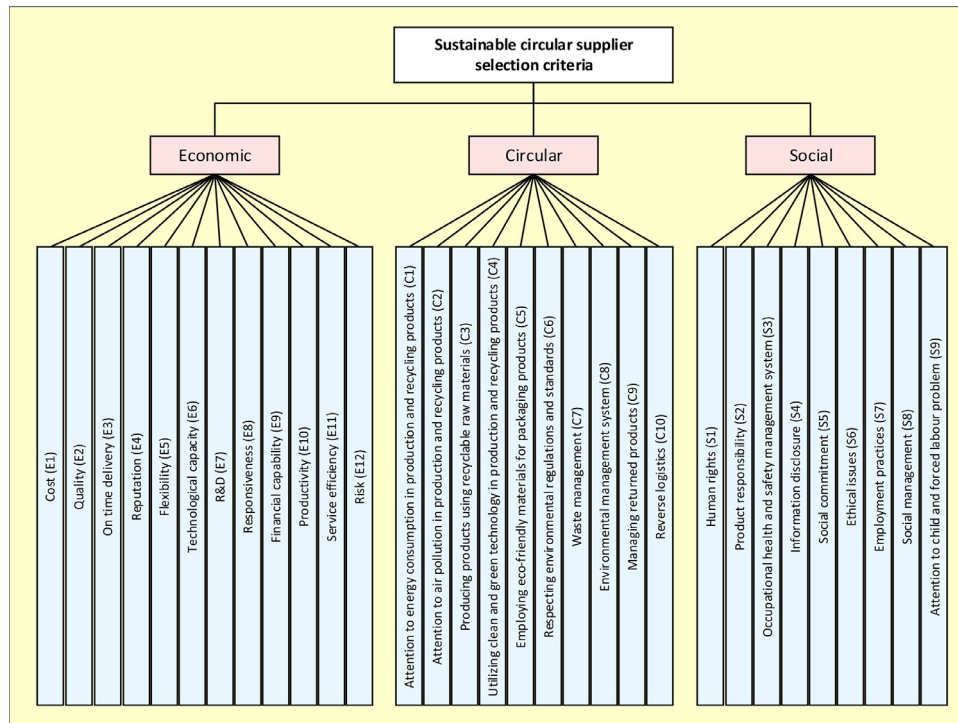 Sustainable circular supplier
selection criteria
Economic
Circular
Social
Cost (E1)
Quality (E2)
On time delivery (E3)
Reputation (E4)
Flexibility (E5)
Technological capacity (E6)
R&D (E7)
Responsiveness (E8)
Financial capability (E9)
Productivity (E10)
Service efficiency (E11)
Risk (E12)
Attention to energy consumption in production and recycling products (C1)
Attention to air pollution in production and recycling products (C2)
Producing products using recyclable raw materials (C3)
Utilizing clean and green technology in production and recycling products (C4)
Employing eco-friendly materials for packaging products (C5)
Respecting environmental regulations and standards (C6)
Waste management (C7)
Environmental management system (C8)
Managing returned products (C9)
Reverse logistics (C10)
Human rights (S1)
Product responsibility (S2)
Occupational health and safety management system (S3)
Information disclosure (S4)
Social commitment (S5)
Ethical issues (S6)
Employment practices (S7)
Social management (S8)
Attention to child and forced labour problem (S9)